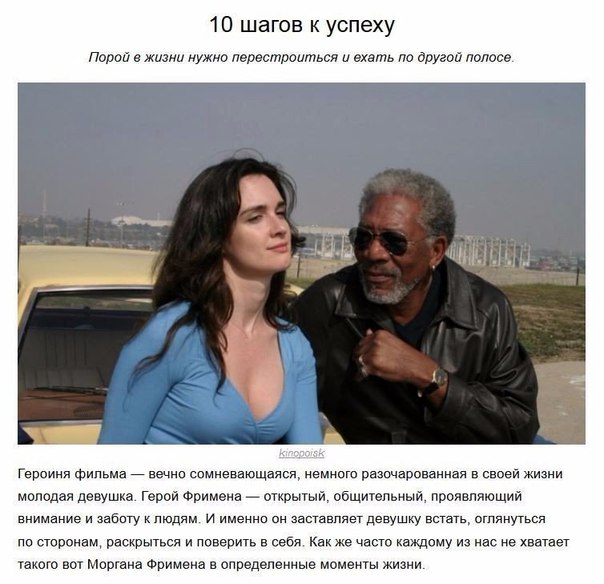 10 шагов к успеху
Порой в жизни нужно перестроиться и ехать по другой полосе.
kinopoisk
Героиня фильма — вечно сомневающаяся, немного разочарованная в своей жизни
молодая девушка. Герой Фримена — открытый, общительный, проявляющий
внимание и заботу к людям. И именно он заставляет девушку встать, оглянуться
по сторонам, раскрыться и поверить в себя. Как же часто каждому из нас не хватает
такого вот Моргана Фримена в определенные моменты жизни.